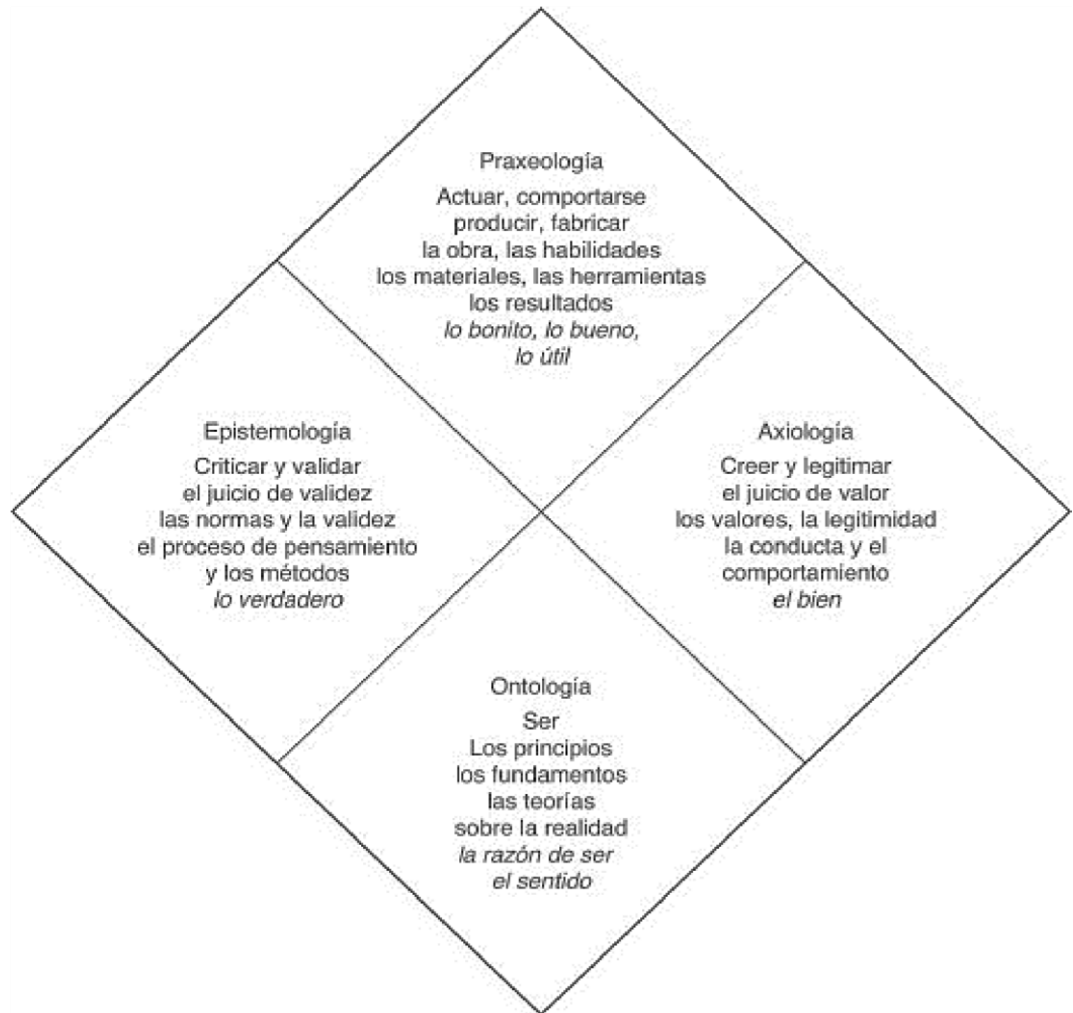 Praxeología
Actuar, comportarse
producir, fabricar
la obra, las habilidades
los materiales, las herramientas
los resultados
lo bonito, lo bueno,
lo útil
Epistemología
Criticar y validar
el juicio de validez
las normas y la validez
el proceso de pensamiento
y los métodos
lo verdadero
Axiología
Creer y legitimar
el juicio de valor
los valores, la legitimidad
la conducta y el
comportamiento
el bien
Ontología
Ser
Los principios
los fundamentos
las teorías
sobre la realidad
la razón de ser
el sentido